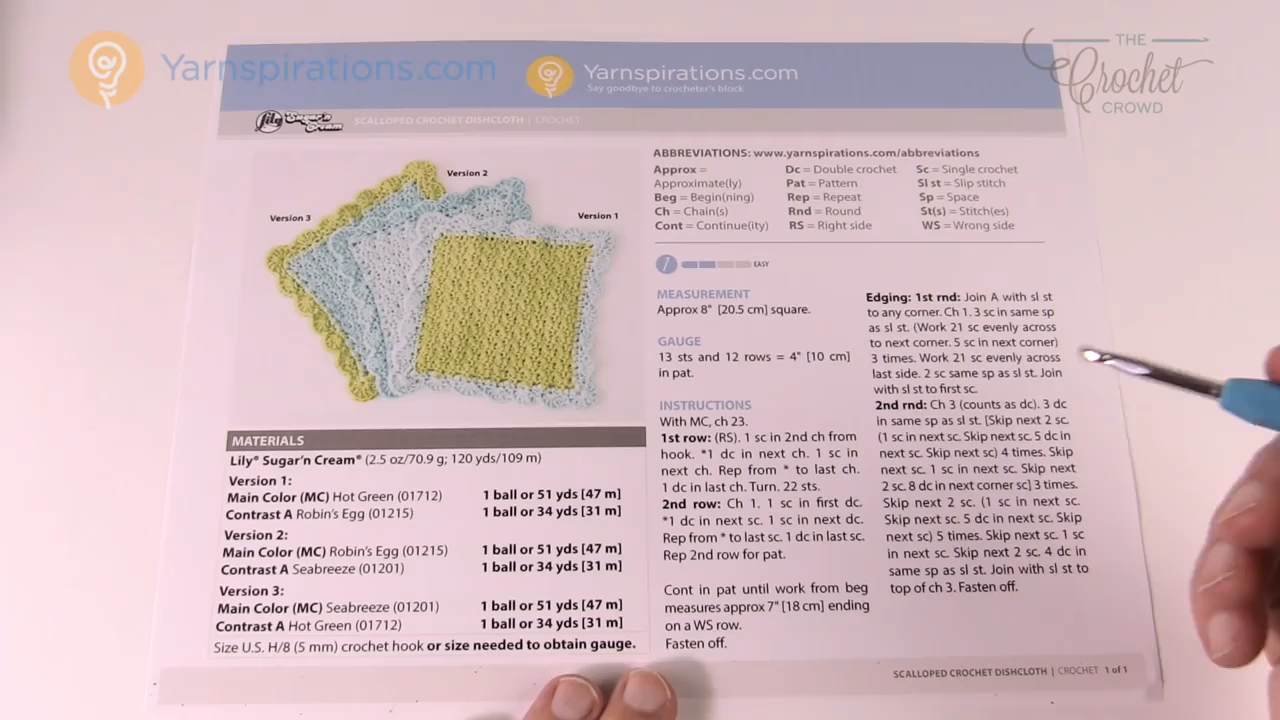 Yarnspirations.com
THE
Crochet
CROWD
Yarnspirations.com
Say goodbye to crocheter's block
Lily Sugar'n Cream SCALLOPED CROCHET DISHCLOTH | CROCHET
Version 3
Version 2
Version 1
MATERIALS
Lily® Sugar'n Cream® (2.5 oz/70.9 g; 120 yds/109 m)
Version 1:
Main Color (MC) Hot Green (01712) 1 ball or 51 yds [47 m]
Contrast A Robin's Egg (01215) 1 ball or 34 yds [31 m]
Version 2:
Main Color (MC) Robin's Egg (01215) 1 ball or 51 yds [47 m]
Contrast A Seabreeze (01201) 1 ball or 34 yds [31 m]
Version 3:
Main Color (MC) Seabreeze (01201) 1 ball or 51 yds [47 m]
Contrast A Hot Green (01712) 1 ball or 34 yds [31 m]
Size U.S. H/8 (5 mm) crochet hook or size needed to obtain gauge.
ABBREVIATIONS: www.yarnspirations.com/abbreviations
Approx =
Approximate(ly)
Beg = Begin(ning)
Ch = Chain(s)
Cont = Continue(ity)
Dc = Double crochet
Pat = Pattern
Rep = Repeat
Rnd = Round
RS = Right side
Sc = Single crochet
Sl st = Slip stitch
Sp = Space
St(s) = Stitch(es)
WS = Wrong side
EASY
MEASUREMENT
Approx 8" [20.5 cm] square.
GAUGE
13 sts and 12 rows = 4" [10 cm]
in pat.
INSTRUCTIONS
With MC, ch 23.
1st row: (RS). 1 sc in 2nd ch from
hook. *1 dc in next ch. 1 sc in
next ch. Rep from * to last ch.
1 dc in last ch. Turn. 22 sts.
2nd row: Ch 1. 1 sc in first dc.
*1 dc in next sc. 1 sc in next dc.
Rep from * to last sc. 1 dc in last sc.
Rep 2nd row for pat.
Cont in pat until work from beg
measures approx 7" [18 cm] ending
on a WS row.
Fasten off.
Edging: 1st rnd: Join A with sl st
to any corner. Ch 1. 3 sc in same sp
as sl st. (Work 21 sc evenly across
to next corner. 5 sc in next corner)
3 times. Work 21 sc evenly across
last side. 2 sc same sp as sl st. Join
with sl st to first sc.
2nd rnd: Ch 3 (counts as dc). 3 dc
in same sp as sl st. [Skip next 2 sc.
(1 sc in next sc. Skip next sc. 5 dc in
next sc. Skip next sc) 4 times. Skip
next sc. 1 sc in next sc. Skip next
2 sc. 8 dc in next corner sc] 3 times.
Skip next 2 sc. (1 sc in next sc.
Skip next sc. 5 dc in next sc. Skip
next sc) 5 times. Skip next sc. 1 sc
in next sc. Skip next 2 sc. 4 dc in
same sp as sl st. Join with sl st to
top of ch 3. Fasten off.
SCALLOPED CROCHET DISHCLOTH | CROCHET 1 of 1